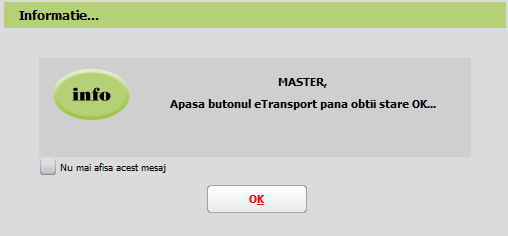 Informatie...
info
MASTER,
Apasa butonul eTransport pana obtii stare OK...
Nu mai afisa acest mesaj
OK